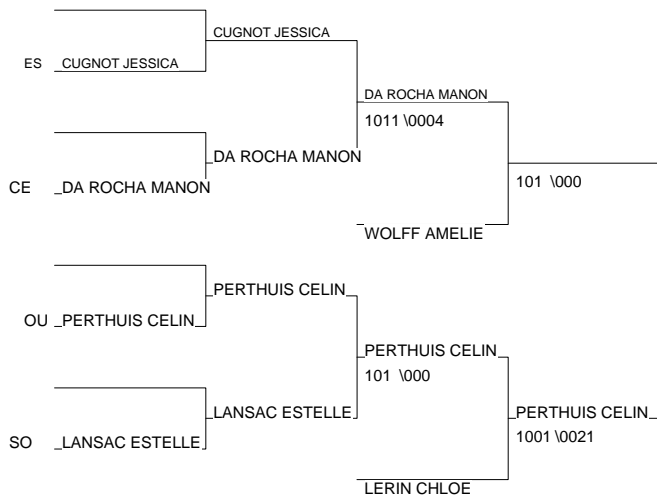 CUGNOT JESSICA
ES CUGNOT JESSICA
DA ROCHA MANON
1011 \0004
DA ROCHA MANON
CE DA ROCHA MANON
101 \000
WOLFF AMELIE
PERTHUIS CELIN
OU PERTHUIS CELIN
PERTHUIS CELIN
101 \000
LANSAC ESTELLE
PERTHUIS CELIN
SO LANSAC ESTELLE
1001 \0021
LERIN CHLOE